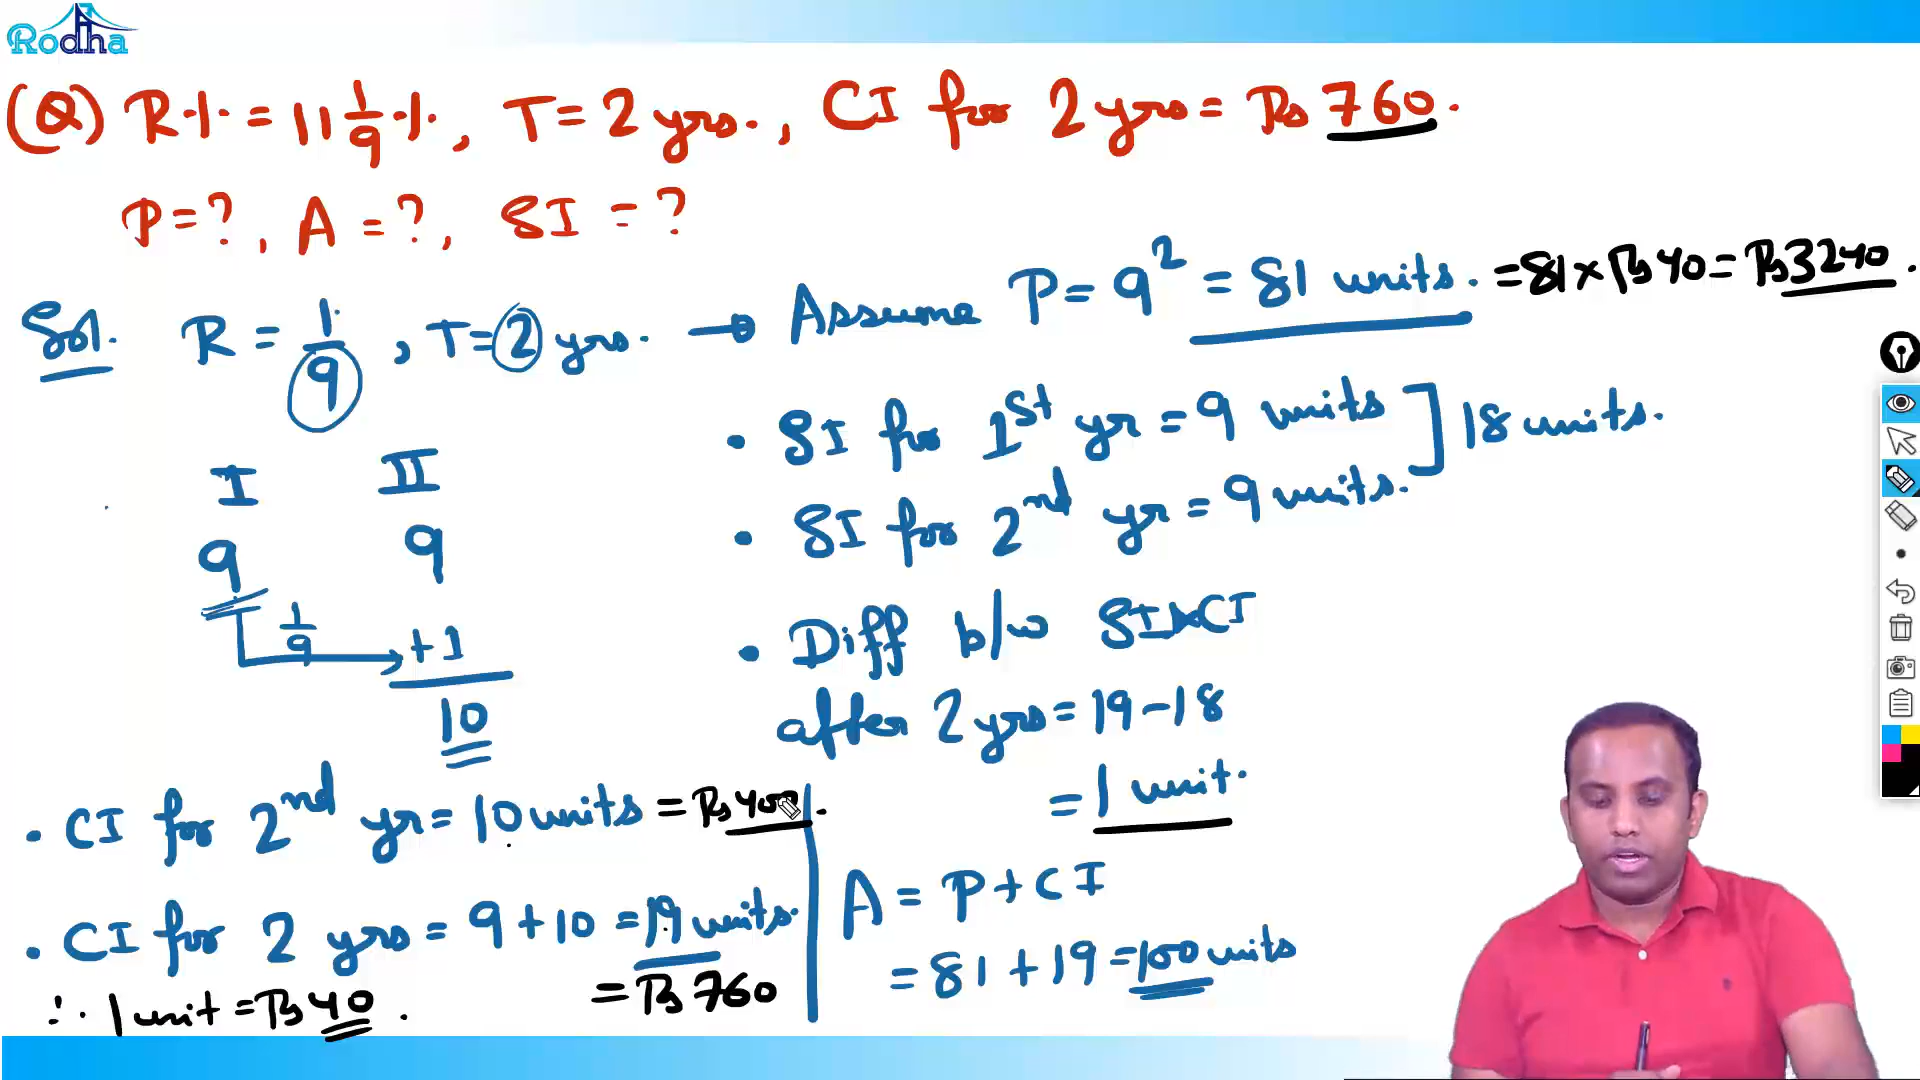 Rodha
(Q) R% = 11 1/9 %, T = 2 yrs., CI for 2 yrs = Rs 760.
P = ?, A = ?, SI = ?
Sol. R = 1/9, T = 2 yrs. → Assume P = 9² = 81 units. = 81 × Rs 40 = Rs 3240.
• SI for 1st yr = 9 units ] 18 units.
• SI for 2nd yr = 9 units.
I II
9 9
1/9 +1
10
• Diff b/w SI & CI
after 2 yrs = 19 - 18
= 1 unit.
• CI for 2nd yr = 10 units = Rs 400.
• CI for 2 yrs = 9 + 10 = 19 units.
= Rs 760
∴ 1 unit = Rs 40.
A = P + CI
= 81 + 19 = 100 units